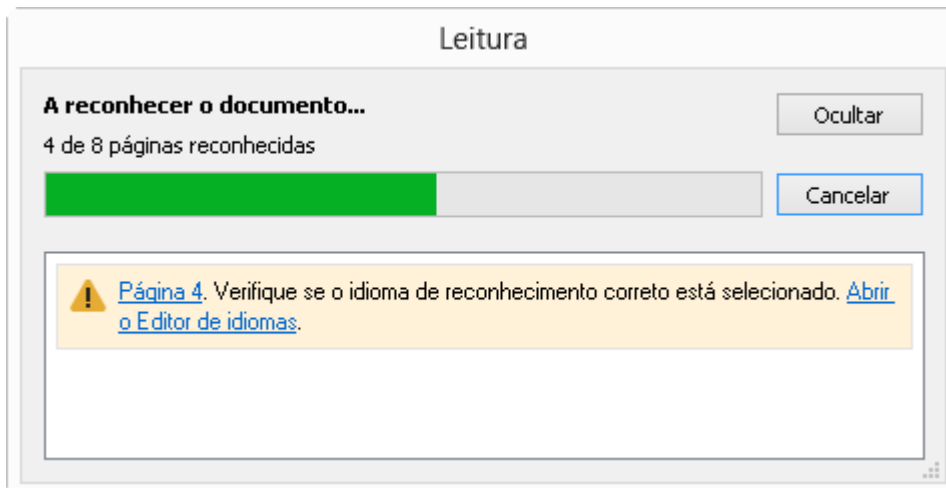 Leitura
A reconhecer o documento...
Ocultar
4 de 8 páginas reconhecidas
Cancelar
Página 4. Verifique se o idioma de reconhecimento correto está selecionado. Abrir
o Editor de idiomas.